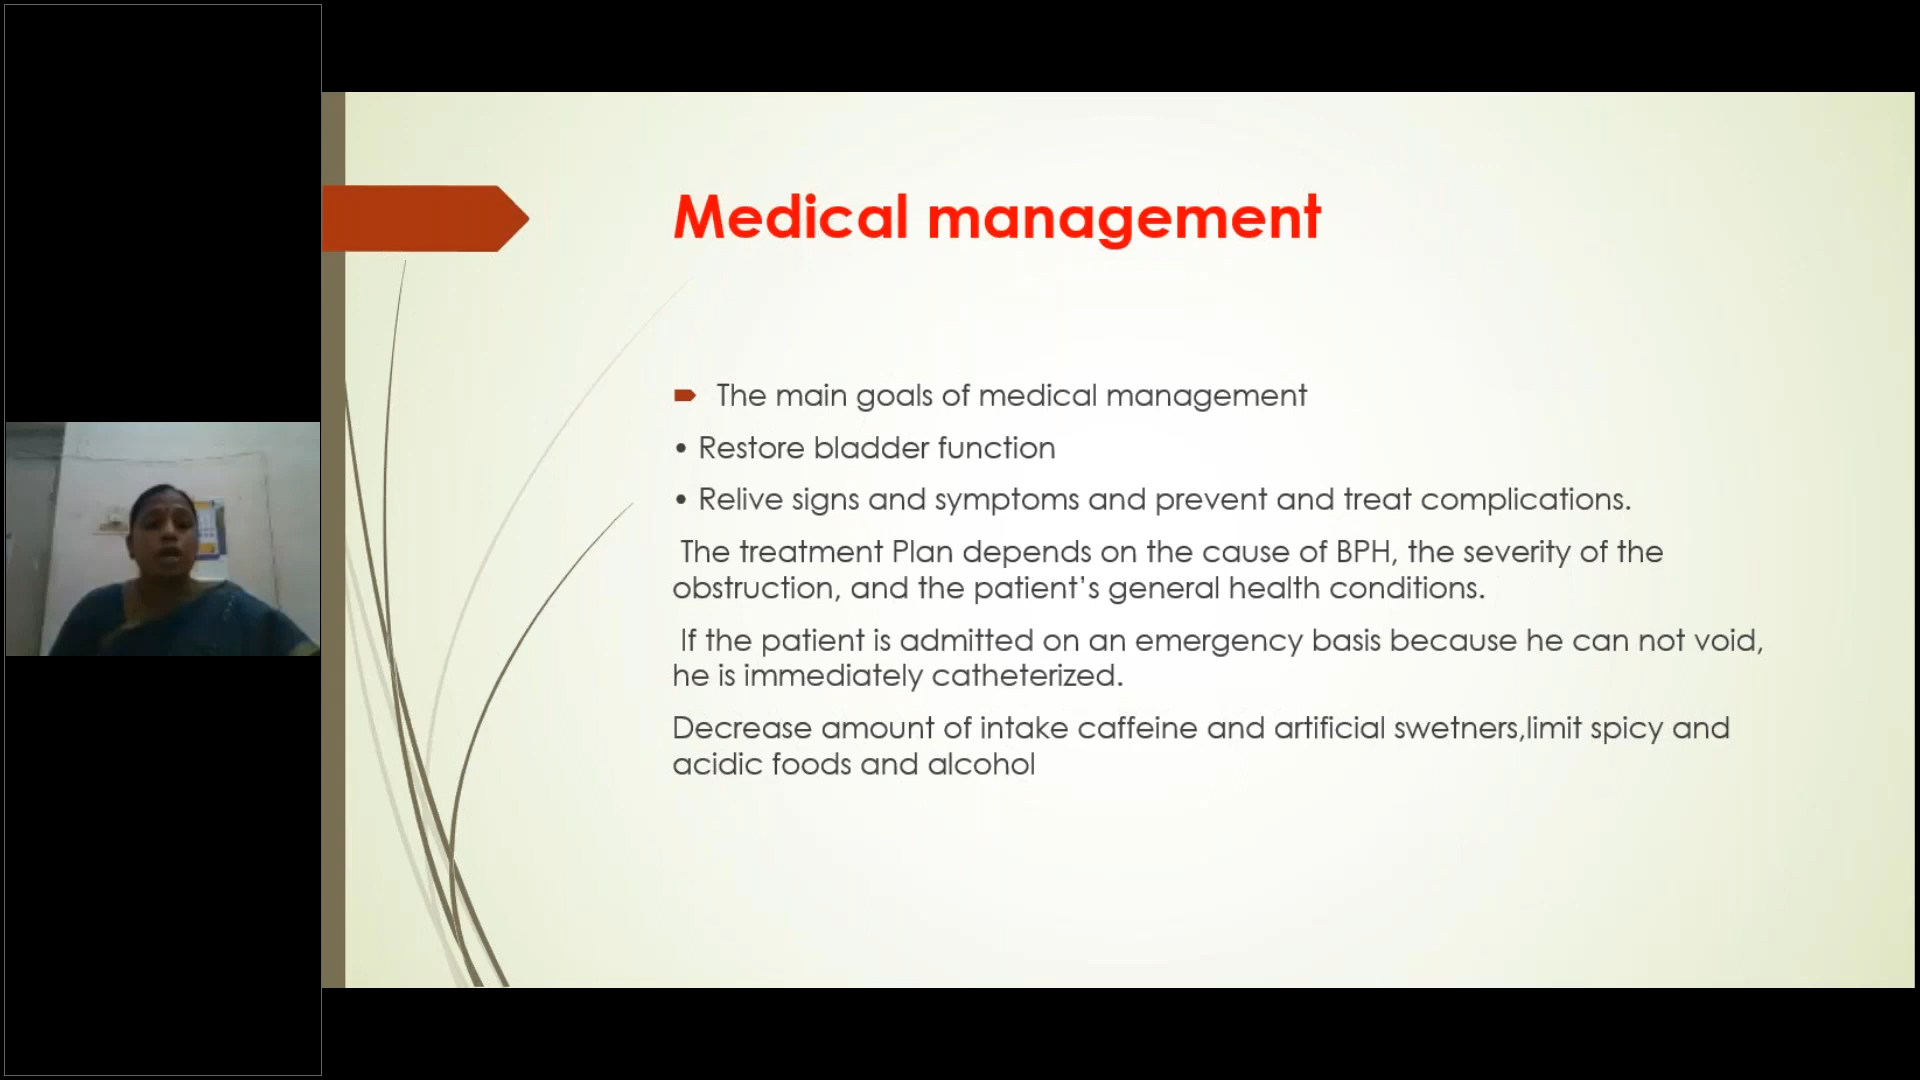 Medical management
The main goals of medical management
• Restore bladder function
• Relive signs and symptoms and prevent and treat complications.
The treatment Plan depends on the cause of BPH, the severity of the
obstruction, and the patient’s general health conditions.
If the patient is admitted on an emergency basis because he can not void,
he is immediately catheterized.
Decrease amount of intake caffeine and artificial swetners,limit spicy and
acidic foods and alcohol